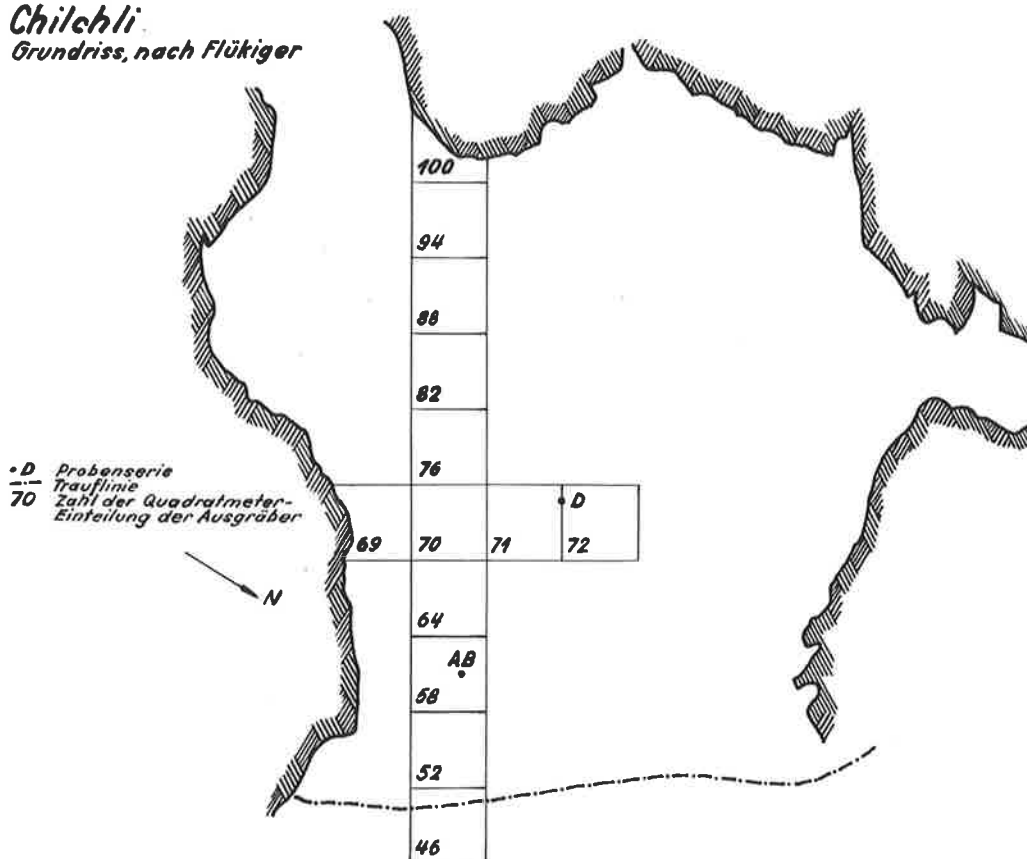 Chilchli
Grundriss, nach Flükiger
100
94
88
82
76
• D Probenserie
Trauflinie
70 Zahl der Quadratmeter-
Einteilung der Ausgräber
D
69 70 71 72
N
64
AB
58
52
46